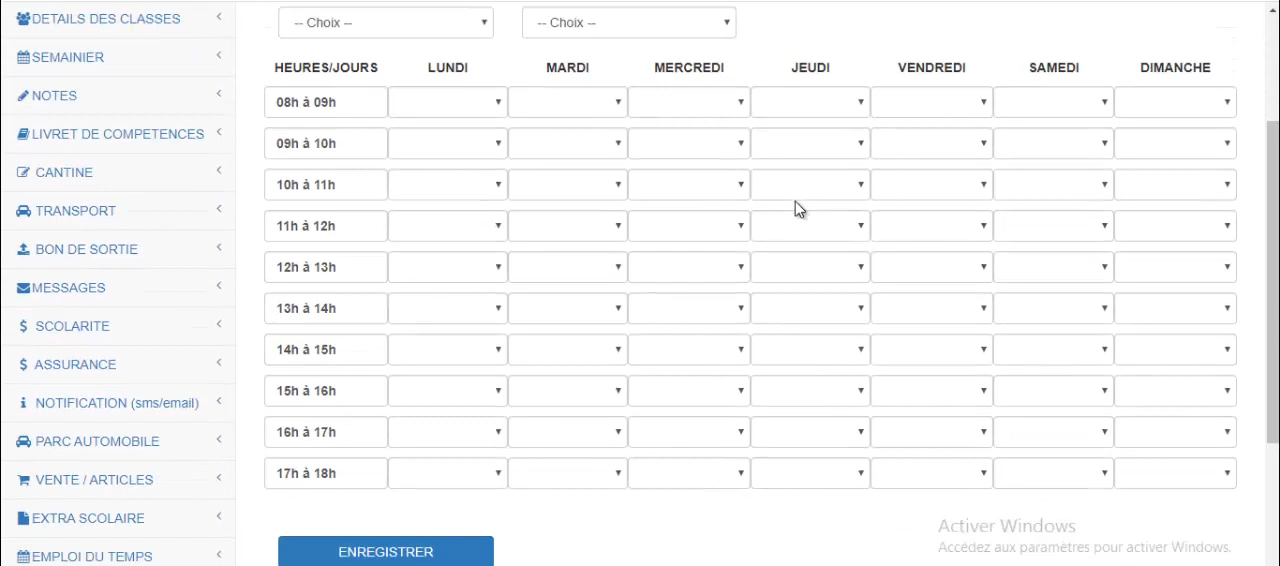 DETAILS DES CLASSES
SEMAINIER
NOTES
LIVRET DE COMPETENCES
CANTINE
TRANSPORT
BON DE SORTIE
MESSAGES
SCOLARITE
ASSURANCE
NOTIFICATION (sms/email)
PARC AUTOMOBILE
VENTE / ARTICLES
EXTRA SCOLAIRE
EMPLOI DU TEMPS
-- Choix -- -- Choix --
HEURES/JOURS LUNDI MARDI MERCREDI JEUDI VENDREDI SAMEDI DIMANCHE
08h à 09h
09h à 10h
10h à 11h
11h à 12h
12h à 13h
13h à 14h
14h à 15h
15h à 16h
16h à 17h
17h à 18h
ENREGISTRER
Activer Windows
Accédez aux paramètres pour activer Windows.